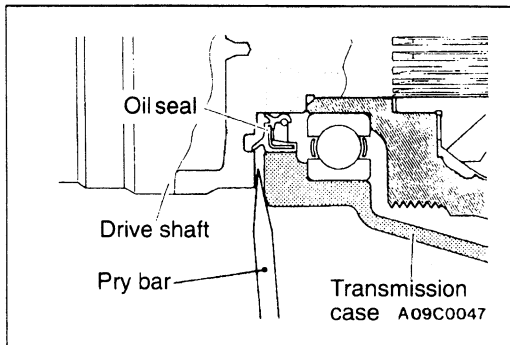 Oil seal
Drive shaft
Pry bar
Transmission
case A09C0047